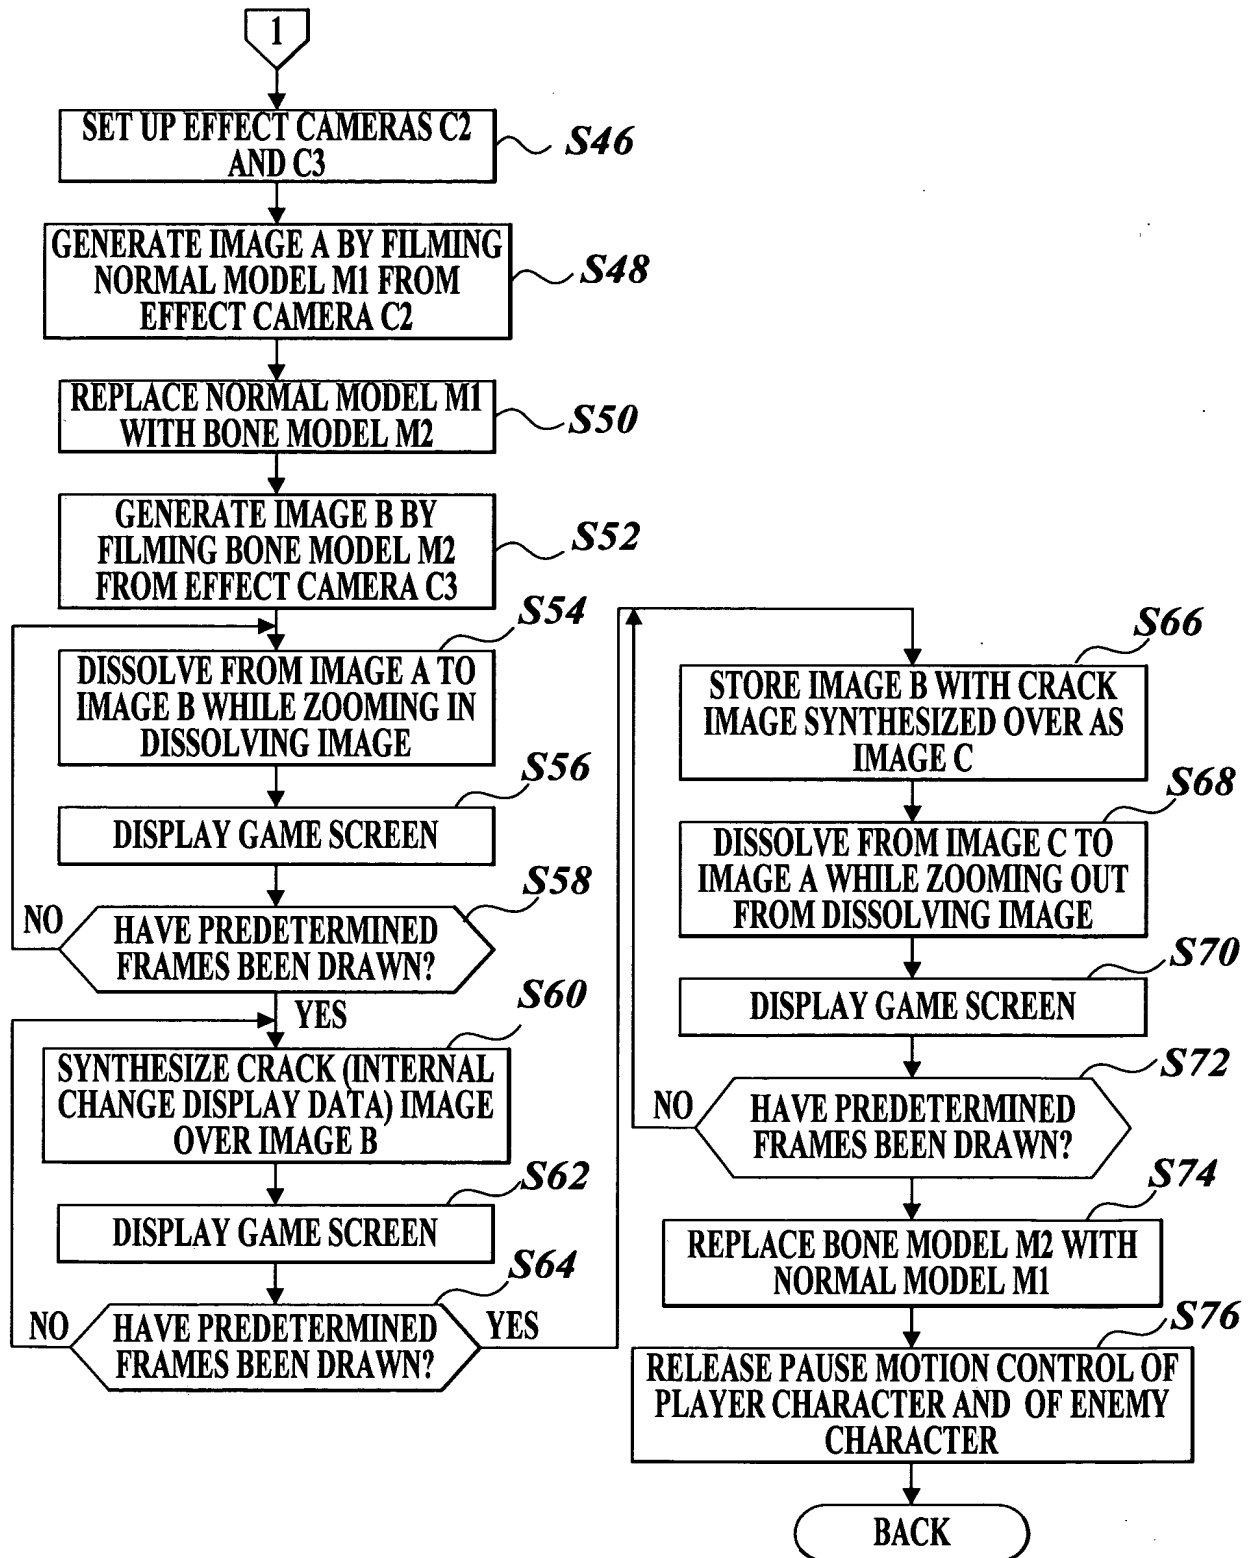 1
SET UP EFFECT CAMERAS C2
AND C3
S46
GENERATE IMAGE A BY FILMING
NORMAL MODEL M1 FROM
EFFECT CAMERA C2
S48
REPLACE NORMAL MODEL M1
WITH BONE MODEL M2
S50
GENERATE IMAGE B BY
FILMING BONE MODEL M2
FROM EFFECT CAMERA C3
S52
S54
DISSOLVE FROM IMAGE A TO
IMAGE B WHILE ZOOMING IN
DISSOLVING IMAGE
S56
DISPLAY GAME SCREEN
S58
NO
HAVE PREDETERMINED
FRAMES BEEN DRAWN?
YES
S60
SYNTHESIZE CRACK (INTERNAL
CHANGE DISPLAY DATA) IMAGE
OVER IMAGE B
S62
DISPLAY GAME SCREEN
S64
NO
HAVE PREDETERMINED
FRAMES BEEN DRAWN?
YES
S66
STORE IMAGE B WITH CRACK
IMAGE SYNTHESIZED OVER AS
IMAGE C
S68
DISSOLVE FROM IMAGE C TO
IMAGE A WHILE ZOOMING OUT
FROM DISSOLVING IMAGE
S70
DISPLAY GAME SCREEN
S72
NO
HAVE PREDETERMINED
FRAMES BEEN DRAWN?
S74
REPLACE BONE MODEL M2 WITH
NORMAL MODEL M1
S76
RELEASE PAUSE MOTION CONTROL OF
PLAYER CHARACTER AND OF ENEMY
CHARACTER
BACK